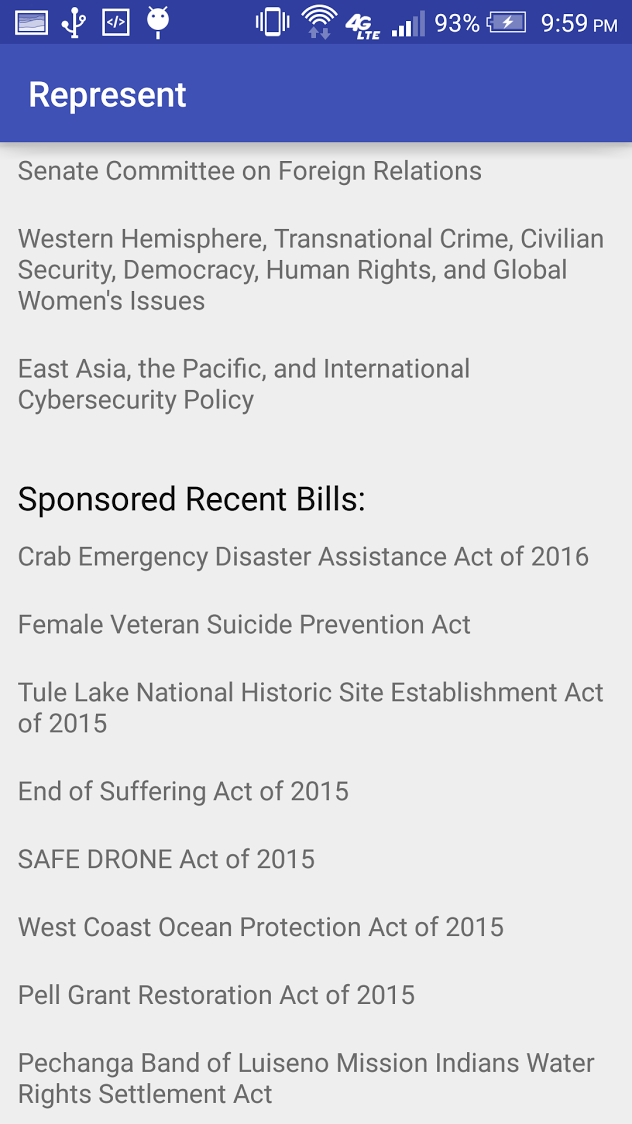 93% 9:59 PM
4G LTE
Represent
Senate Committee on Foreign Relations
Western Hemisphere, Transnational Crime, Civilian
Security, Democracy, Human Rights, and Global
Women's Issues
East Asia, the Pacific, and International
Cybersecurity Policy
Sponsored Recent Bills:
Crab Emergency Disaster Assistance Act of 2016
Female Veteran Suicide Prevention Act
Tule Lake National Historic Site Establishment Act
of 2015
End of Suffering Act of 2015
SAFE DRONE Act of 2015
West Coast Ocean Protection Act of 2015
Pell Grant Restoration Act of 2015
Pechanga Band of Luiseno Mission Indians Water
Rights Settlement Act